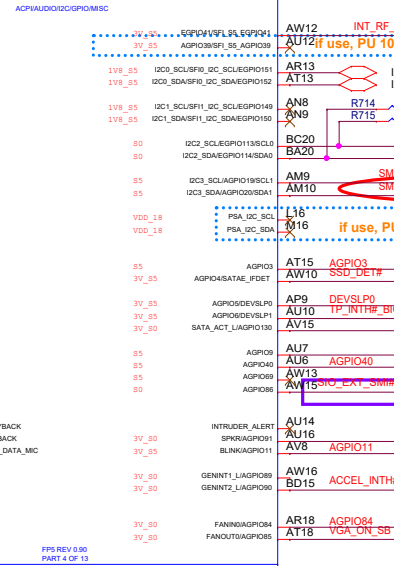 ACPI/AUDIO/I2C/GPIO/MISC
3V_S5 EGPIO41/SFI_S5_EGPIO41 AW12 INT_RF_
3V_S5 AGPIO39/SFI_S5_AGPIO39 AU12 if use, PU 10
1V8_S5 I2C0_SCL/SFI0_I2C_SCL/EGPIO151 AR13
1V8_S5 I2C0_SDA/SFI0_I2C_SDA/EGPIO152 AT13
1V8_S5 I2C1_SCL/SFI1_I2C_SCL/EGPIO149 AN8 R714
1V8_S5 I2C1_SDA/SFI1_I2C_SDA/EGPIO150 AN9 R715
S0 I2C2_SCL/EGPIO113/SCL0 BC20
S0 I2C2_SDA/EGPIO114/SDA0 BA20
S5 I2C3_SCL/AGPIO19/SCL1 AM9 SM
S5 I2C3_SDA/AGPIO20/SDA1 AM10 SM
VDD_18 PSA_I2C_SCL L16
VDD_18 PSA_I2C_SDA M16 if use, PU
S5 AGPIO3 AT15 AGPIO3
3V_S5 AGPIO4/SATAE_IFDET AW10 SSD_DET#
3V_S5 AGPIO5/DEVSLP0 AP9 DEVSLP0
3V_S5 AGPIO6/DEVSLP1 AU10 TP_INTH#_BI
3V_S0 SATA_ACT_L/AGPIO130 AV15
S5 AGPIO9 AU7
S5 AGPIO40 AU6 AGPIO40
S5 AGPIO69 AW13
S0 AGPIO86 AW15 SIO_EXT_SMI#
YBACK INTRUDER_ALERT AU14
BACK 3V_S0 SPKR/AGPIO91 AU16
DATA_MIC 3V_S5 BLINK/AGPIO11 AV8 AGPIO11
3V_S0 GENINT1_L/AGPIO89 AW16
3V_S0 GENINT2_L/AGPIO90 BD15 ACCEL_INTH
3V_S0 FANIN0/AGPIO84 AR18 AGPIO84
3V_S0 FANOUT0/AGPIO85 AT18 VGA_ON_SB
FP5 REV 0.90
PART 4 OF 13